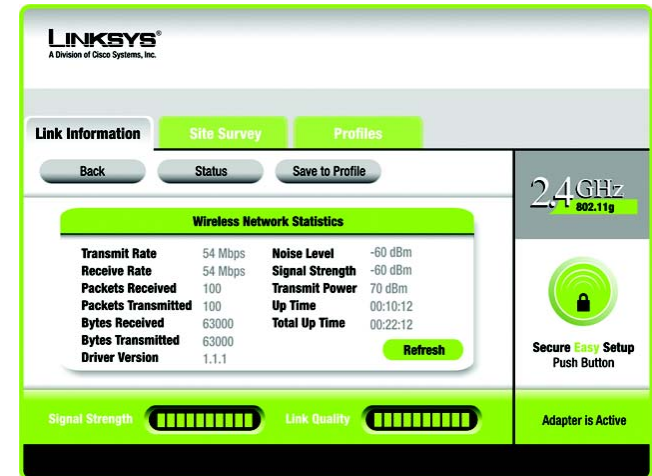 LINKSYS®
A Division of Cisco Systems, Inc.
Link Information Site Survey Profiles
Back Status Save to Profile
2.4GHz
802.11g
Wireless Network Statistics
Transmit Rate 54 Mbps Noise Level -60 dBm
Receive Rate 54 Mbps Signal Strength -60 dBm
Packets Received 100 Transmit Power 70 dBm
Packets Transmitted 100 Up Time 00:10:12
Bytes Received 63000 Total Up Time 00:22:12
Bytes Transmitted 63000
Driver Version 1.1.1
Refresh
Secure Easy Setup
Push Button
Signal Strength Link Quality Adapter is Active